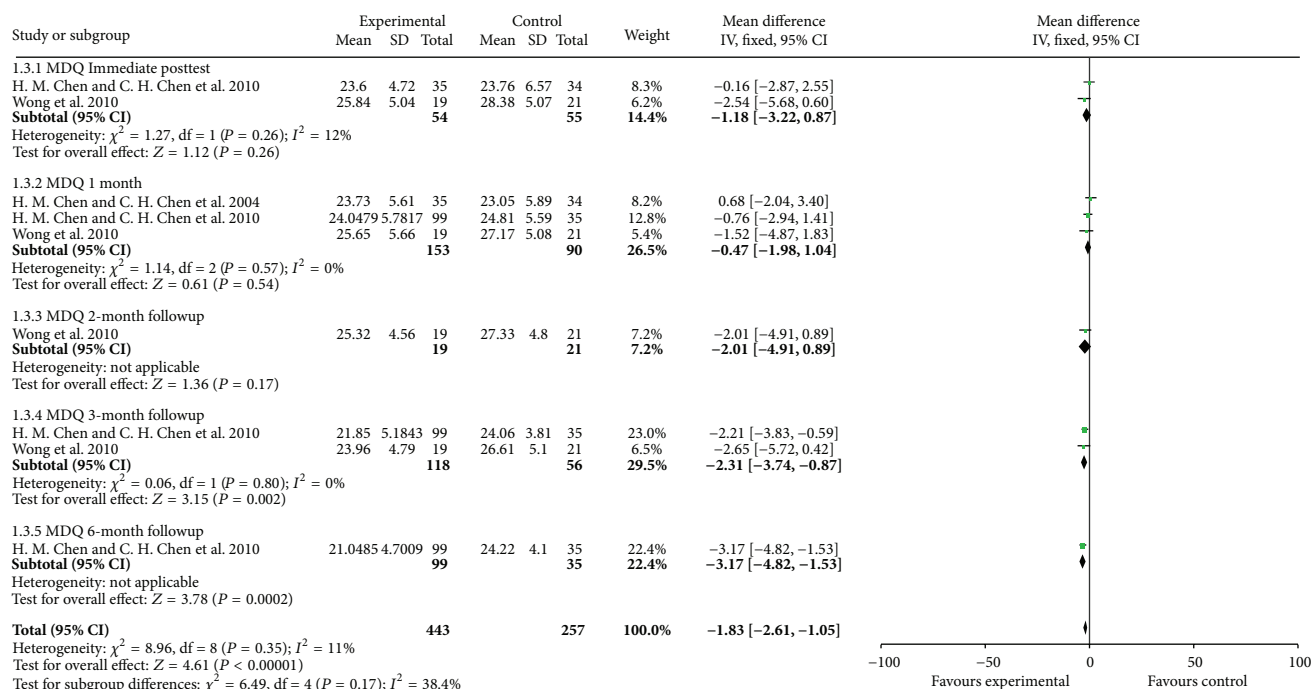 Study or subgroup Experimental Control Weight Mean difference Mean difference
Mean SD Total Mean SD Total IV, fixed, 95% CI IV, fixed, 95% CI
1.3.1 MDQ Immediate posttest
H. M. Chen and C. H. Chen et al. 2010 23.6 4.72 35 23.76 6.57 34 8.3% −0.16 [−2.87, 2.55]
Wong et al. 2010 25.84 5.04 19 28.38 5.07 21 6.2% −2.54 [−5.68, 0.60]
Subtotal (95% CI) 54 55 14.4% −1.18 [−3.22, 0.87]
Heterogeneity: χ² = 1.27, df = 1 (P = 0.26); I² = 12%
Test for overall effect: Z = 1.12 (P = 0.26)
1.3.2 MDQ 1 month
H. M. Chen and C. H. Chen et al. 2004 23.73 5.61 35 23.05 5.89 34 8.2% 0.68 [−2.04, 3.40]
H. M. Chen and C. H. Chen et al. 2010 24.0479 5.7817 99 24.81 5.59 35 12.8% −0.76 [−2.94, 1.41]
Wong et al. 2010 25.65 5.66 19 27.17 5.08 21 5.4% −1.52 [−4.87, 1.83]
Subtotal (95% CI) 153 90 26.5% −0.47 [−1.98, 1.04]
Heterogeneity: χ² = 1.14, df = 2 (P = 0.57); I² = 0%
Test for overall effect: Z = 0.61 (P = 0.54)
1.3.3 MDQ 2-month followup
Wong et al. 2010 25.32 4.56 19 27.33 4.8 21 7.2% −2.01 [−4.91, 0.89]
Subtotal (95% CI) 19 21 7.2% −2.01 [−4.91, 0.89]
Heterogeneity: not applicable
Test for overall effect: Z = 1.36 (P = 0.17)
1.3.4 MDQ 3-month followup
H. M. Chen and C. H. Chen et al. 2010 21.85 5.1843 99 24.06 3.81 35 23.0% −2.21 [−3.83, −0.59]
Wong et al. 2010 23.96 4.79 19 26.61 5.1 21 6.5% −2.65 [−5.72, 0.42]
Subtotal (95% CI) 118 56 29.5% −2.31 [−3.74, −0.87]
Heterogeneity: χ² = 0.06, df = 1 (P = 0.80); I² = 0%
Test for overall effect: Z = 3.15 (P = 0.002)
1.3.5 MDQ 6-month followup
H. M. Chen and C. H. Chen et al. 2010 21.0485 4.7009 99 24.22 4.1 35 22.4% −3.17 [−4.82, −1.53]
Subtotal (95% CI) 99 35 22.4% −3.17 [−4.82, −1.53]
Heterogeneity: not applicable
Test for overall effect: Z = 3.78 (P = 0.0002)
Total (95% CI) 443 257 100.0% −1.83 [−2.61, −1.05]
Heterogeneity: χ² = 8.96, df = 8 (P = 0.35); I² = 11%
Test for overall effect: Z = 4.61 (P < 0.00001)
Test for subgroup differences: χ² = 6.49, df = 4 (P = 0.17); I² = 38.4%
−100 −50 0 50 100
Favours experimental Favours control